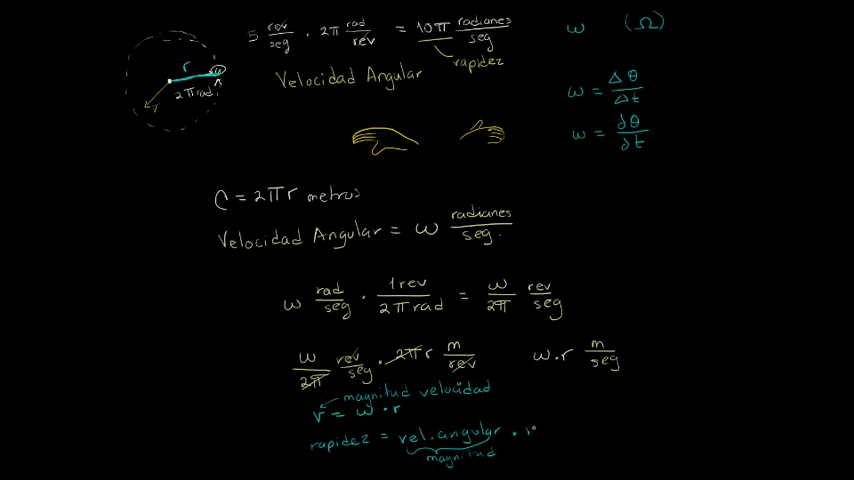 5 rev/seg · 2π rad/rev = 10π radianes/seg
rapidez
ω (Ω)
r
2π rad
Velocidad Angular
ω = Δθ/Δt
ω = dθ/dt
C = 2πr metros
Velocidad Angular = ω radianes/seg.
ω rad/seg · 1rev/2π rad = ω/2π rev/seg
ω/2π rev/seg · 2πr m/rev ω·r m/seg
magnitud velocidad
v = ω · r
rapidez = vel. angular ·
magnitud